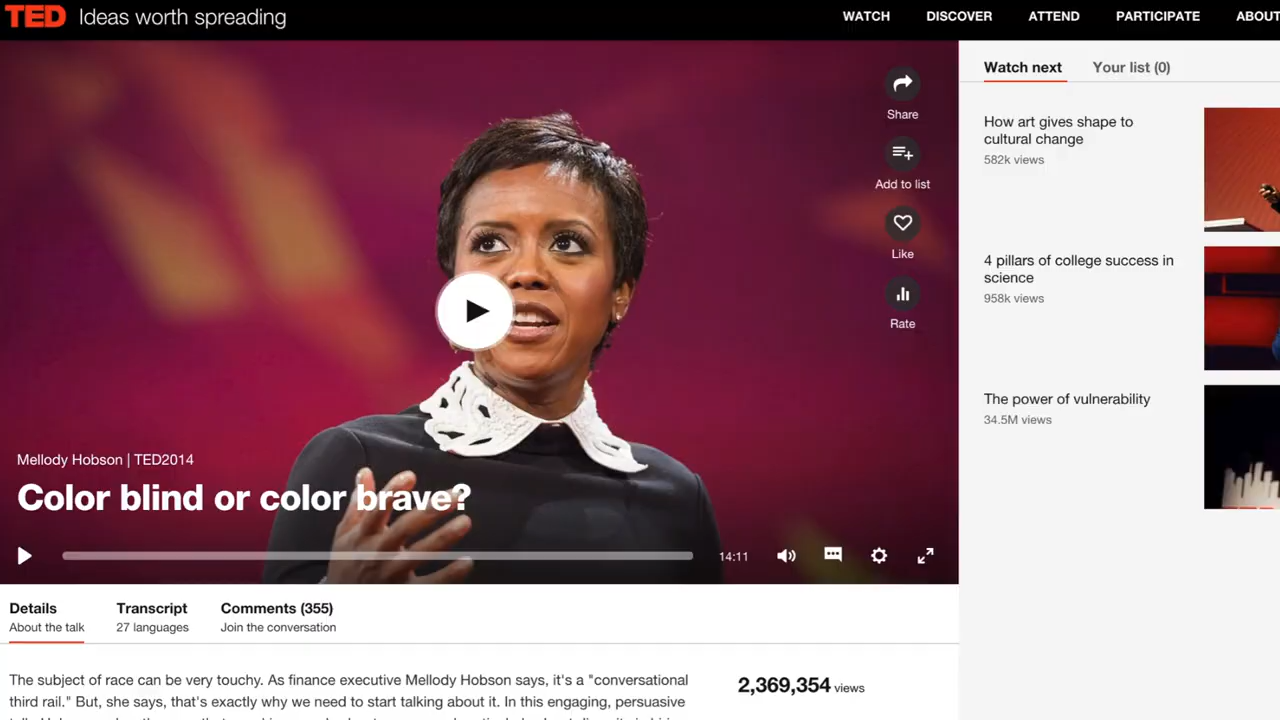 TED Ideas worth spreading
WATCH DISCOVER ATTEND PARTICIPATE ABOUT
Share
Add to list
Like
Rate
Mellody Hobson | TED2014
Color blind or color brave?
14:11
Watch next Your list (0)
How art gives shape to
cultural change
582k views
4 pillars of college success in
science
958k views
The power of vulnerability
34.5M views
Details Transcript Comments (355)
About the talk 27 languages Join the conversation
The subject of race can be very touchy. As finance executive Mellody Hobson says, it's a "conversational
third rail." But, she says, that's exactly why we need to start talking about it. In this engaging, persuasive
2,369,354 views